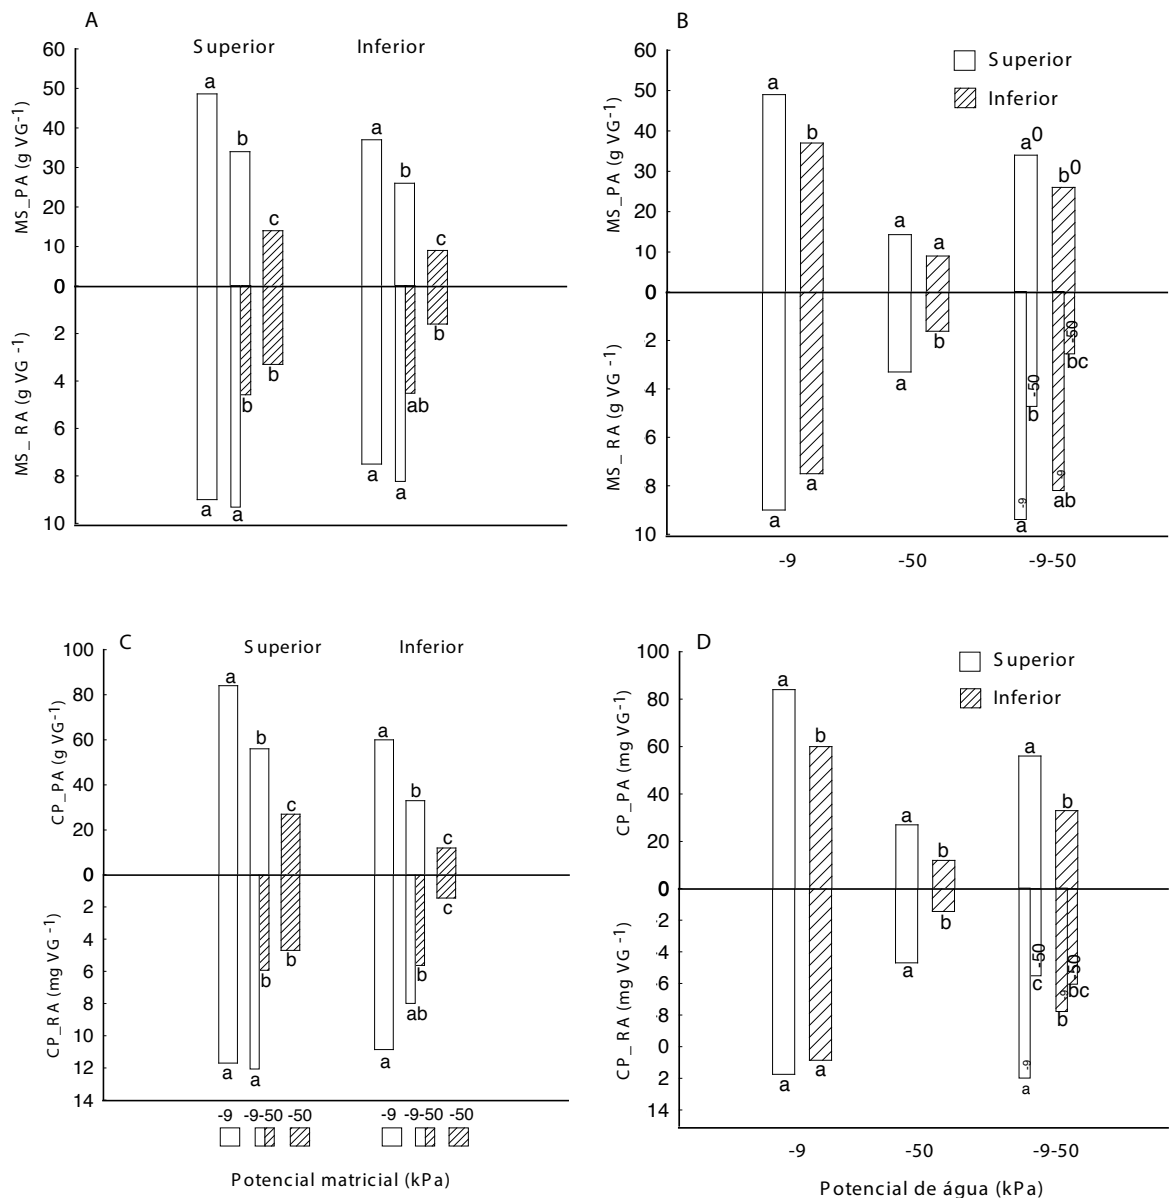 A
Superior Inferior
60
50
40
30
20
10
0
2
4
6
8
10
MS_PA (g VG-1)
MS_RA (g VG-1)
a
b
c
a
b
c
b
b
a
a
b
ab
a
a
B
Superior
Inferior
60
50
40
30
20
10
0
2
4
6
8
10
MS_PA (g VG-1)
MS_RA (g VG-1)
a
b
a
a
a0
b0
a
a
a
b
-50
b
-9
a
-50
bc
-9
ab
-9 -50 -9-50
C
Superior Inferior
100
80
60
40
20
0
2
4
6
8
10
12
14
CP_PA (g VG-1)
CP_RA (mg VG-1)
a
b
c
a
b
c
a
a
b
b
a
ab
b
c
-9 -9-50 -50 -9 -9-50 -50
Potencial matricial (kPa)
D
Superior
Inferior
100
80
60
40
20
0
2
4
6
8
0
2
14
CP_PA (mg VG-1)
CP_RA (mg VG-1)
a
b
a
b
a
b
a
a
a
b
-50
c
-9
a
-50
bc
-9
b
-9 -50 -9-50
Potencial de água (kPa)